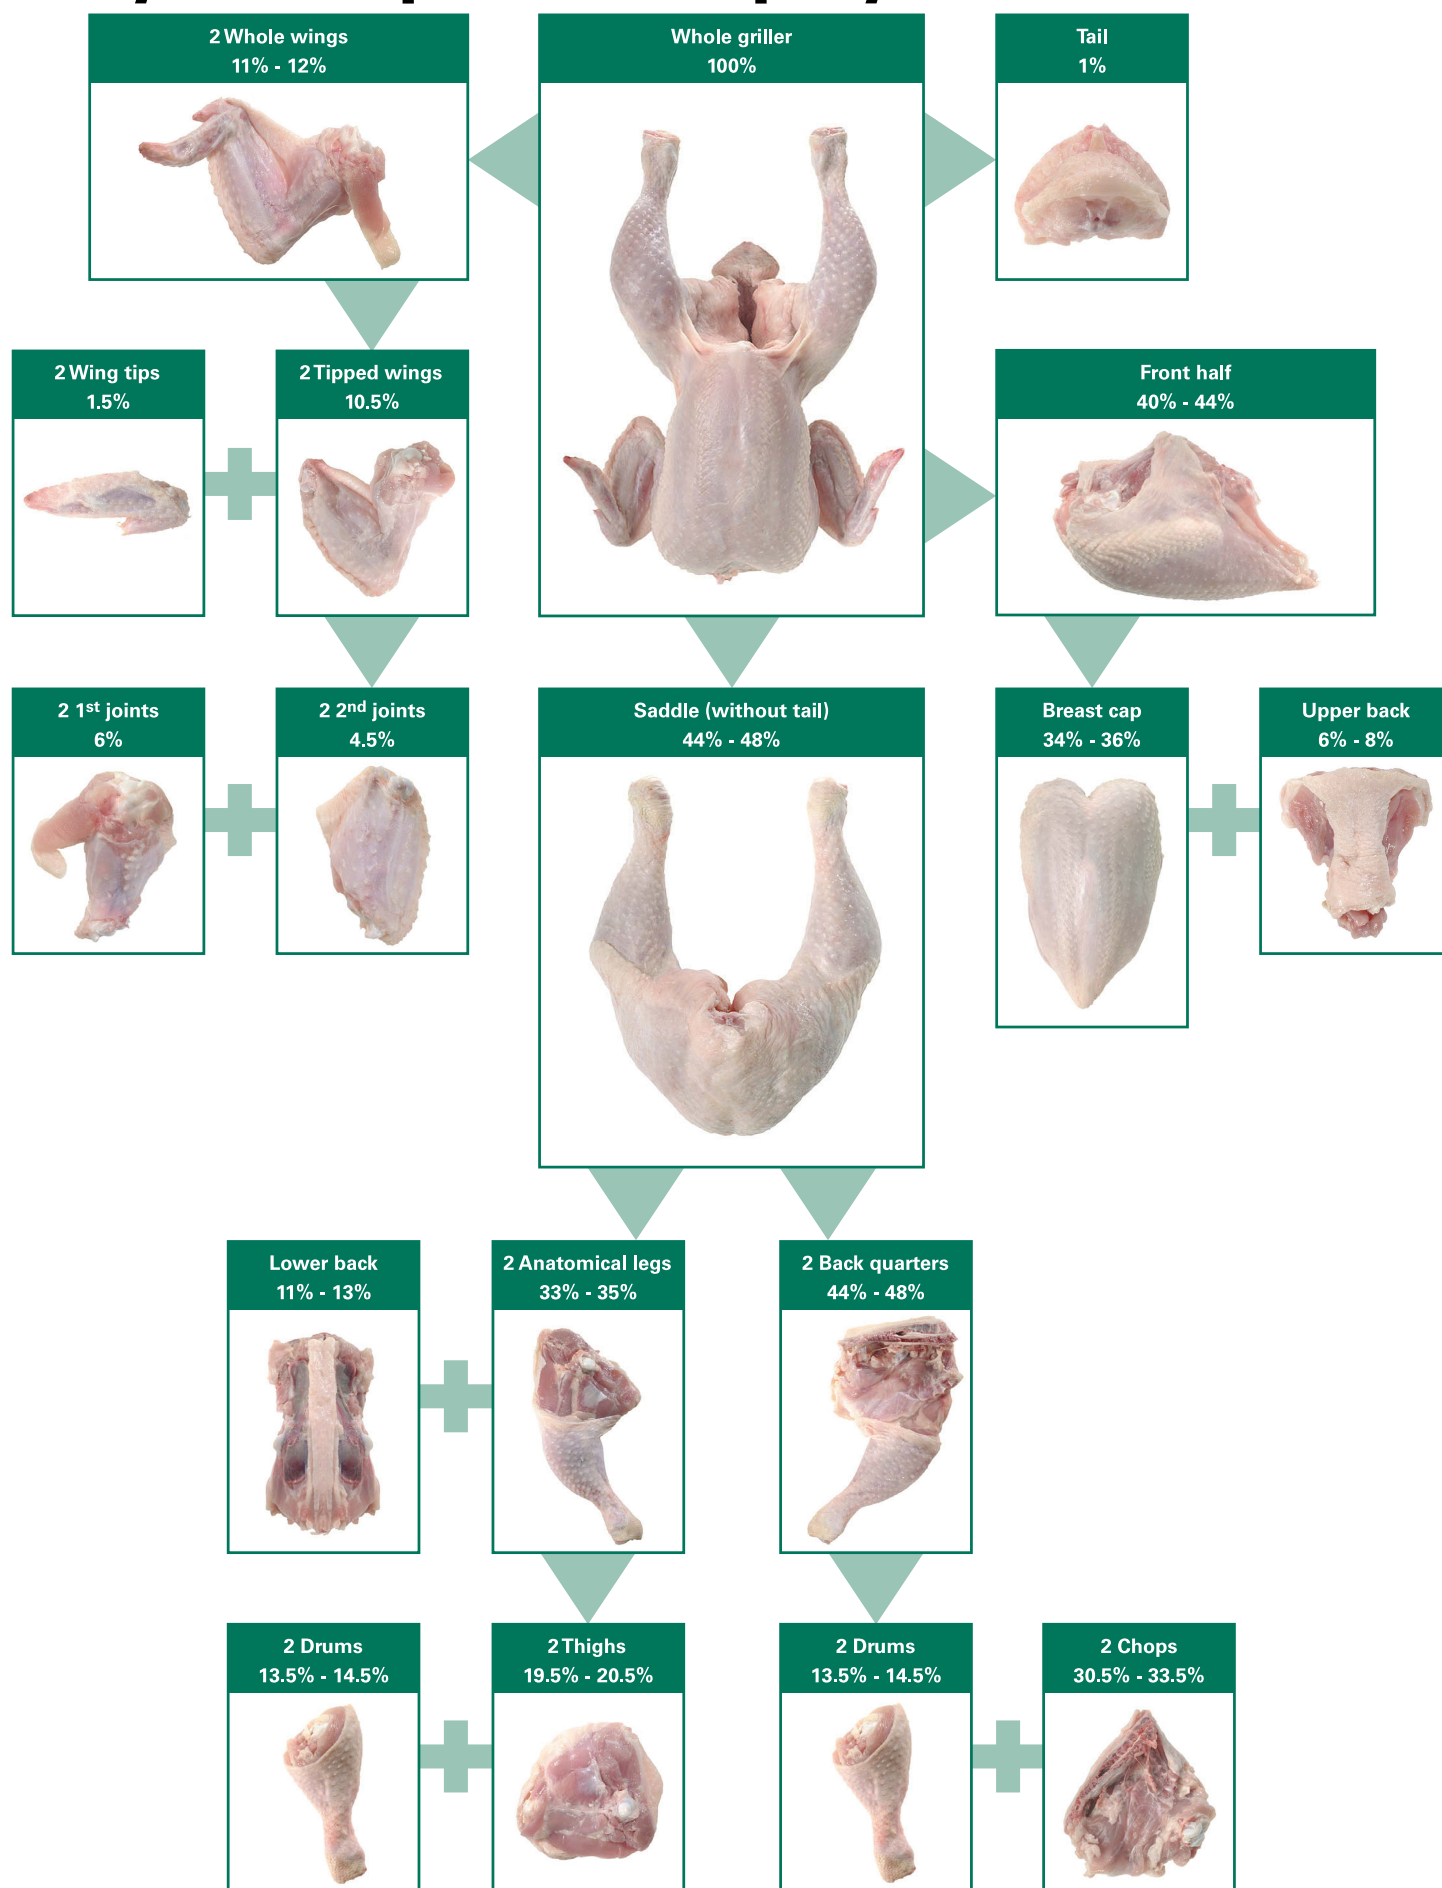 2 Whole wings
11% - 12%
Whole griller
100%
Tail
1%
2 Wing tips
1.5%
2 Tipped wings
10.5%
Front half
40% - 44%
2 1st joints
6%
2 2nd joints
4.5%
Saddle (without tail)
44% - 48%
Breast cap
34% - 36%
Upper back
6% - 8%
Lower back
11% - 13%
2 Anatomical legs
33% - 35%
2 Back quarters
44% - 48%
2 Drums
13.5% - 14.5%
2 Thighs
19.5% - 20.5%
2 Drums
13.5% - 14.5%
2 Chops
30.5% - 33.5%